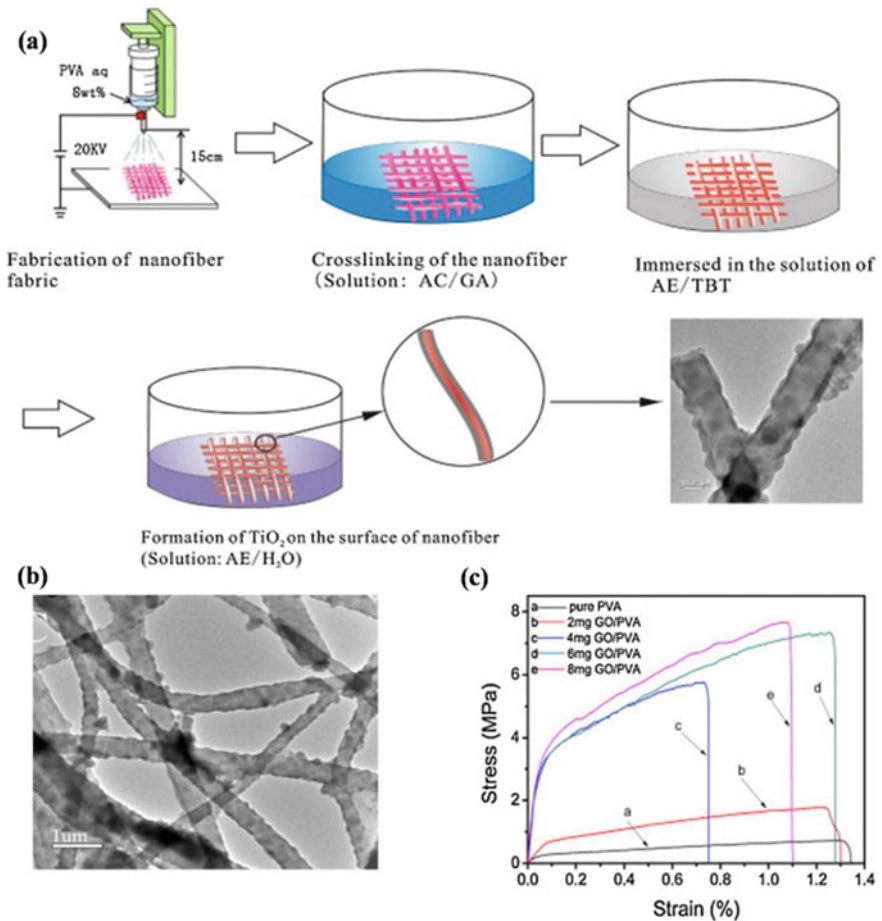 (a)
PVA aq
8wt%
20KV
15cm
Fabrication of nanofiber
fabric
Crosslinking of the nanofiber
(Solution: AC/GA)
Immersed in the solution of
AE/TBT
Formation of TiO₂ on the surface of nanofiber
(Solution: AE/H₂O)
(b)
1um
(c)
Stress (MPa)
8
6
4
2
0
a pure PVA
b 2mg GO/PVA
c 4mg GO/PVA
d 6mg GO/PVA
e 8mg GO/PVA
e
d
c
b
a
0.0 0.2 0.4 0.6 0.8 1.0 1.2 1.4
Strain (%)